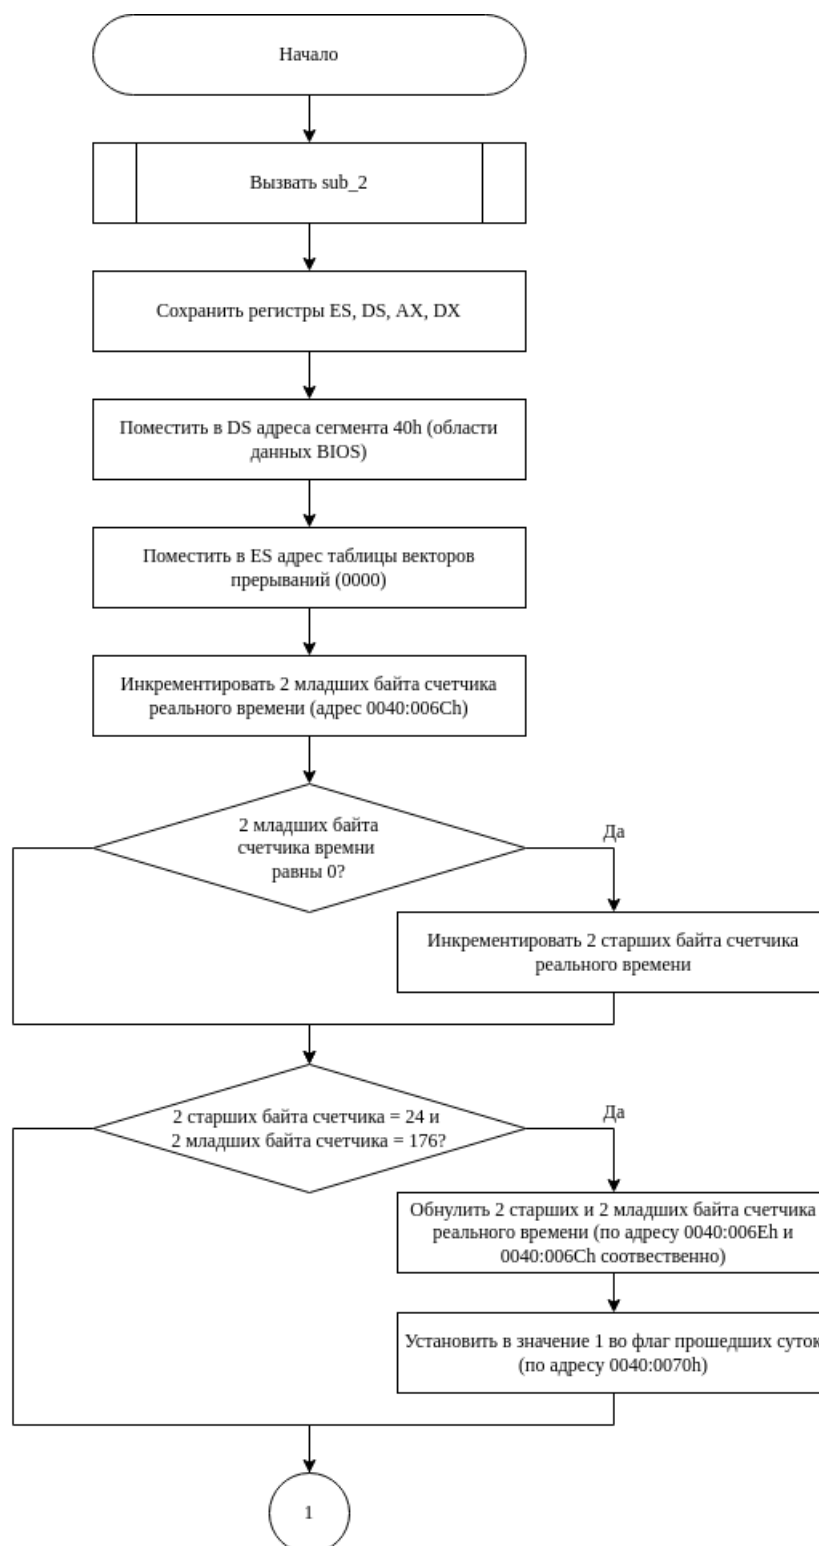 Начало
Вызвать sub_2
Сохранить регистры ES, DS, AX, DX
Поместить в DS адреса сегмента 40h (области
данных BIOS)
Поместить в ES адрес таблицы векторов
прерываний (0000)
Инкрементировать 2 младших байта счетчика
реального времени (адрес 0040:006Ch)
2 младших байта
счетчика времни
равны 0?
Да
Инкрементировать 2 старших байта счетчика
реального времени
2 старших байта счетчика = 24 и
2 младших байта счетчика = 176?
Да
Обнулить 2 старших и 2 младших байта счетчика
реального времени (по адресу 0040:006Eh и
0040:006Ch соотвественно)
Установить в значение 1 во флаг прошедших суток
(по адресу 0040:0070h)
1